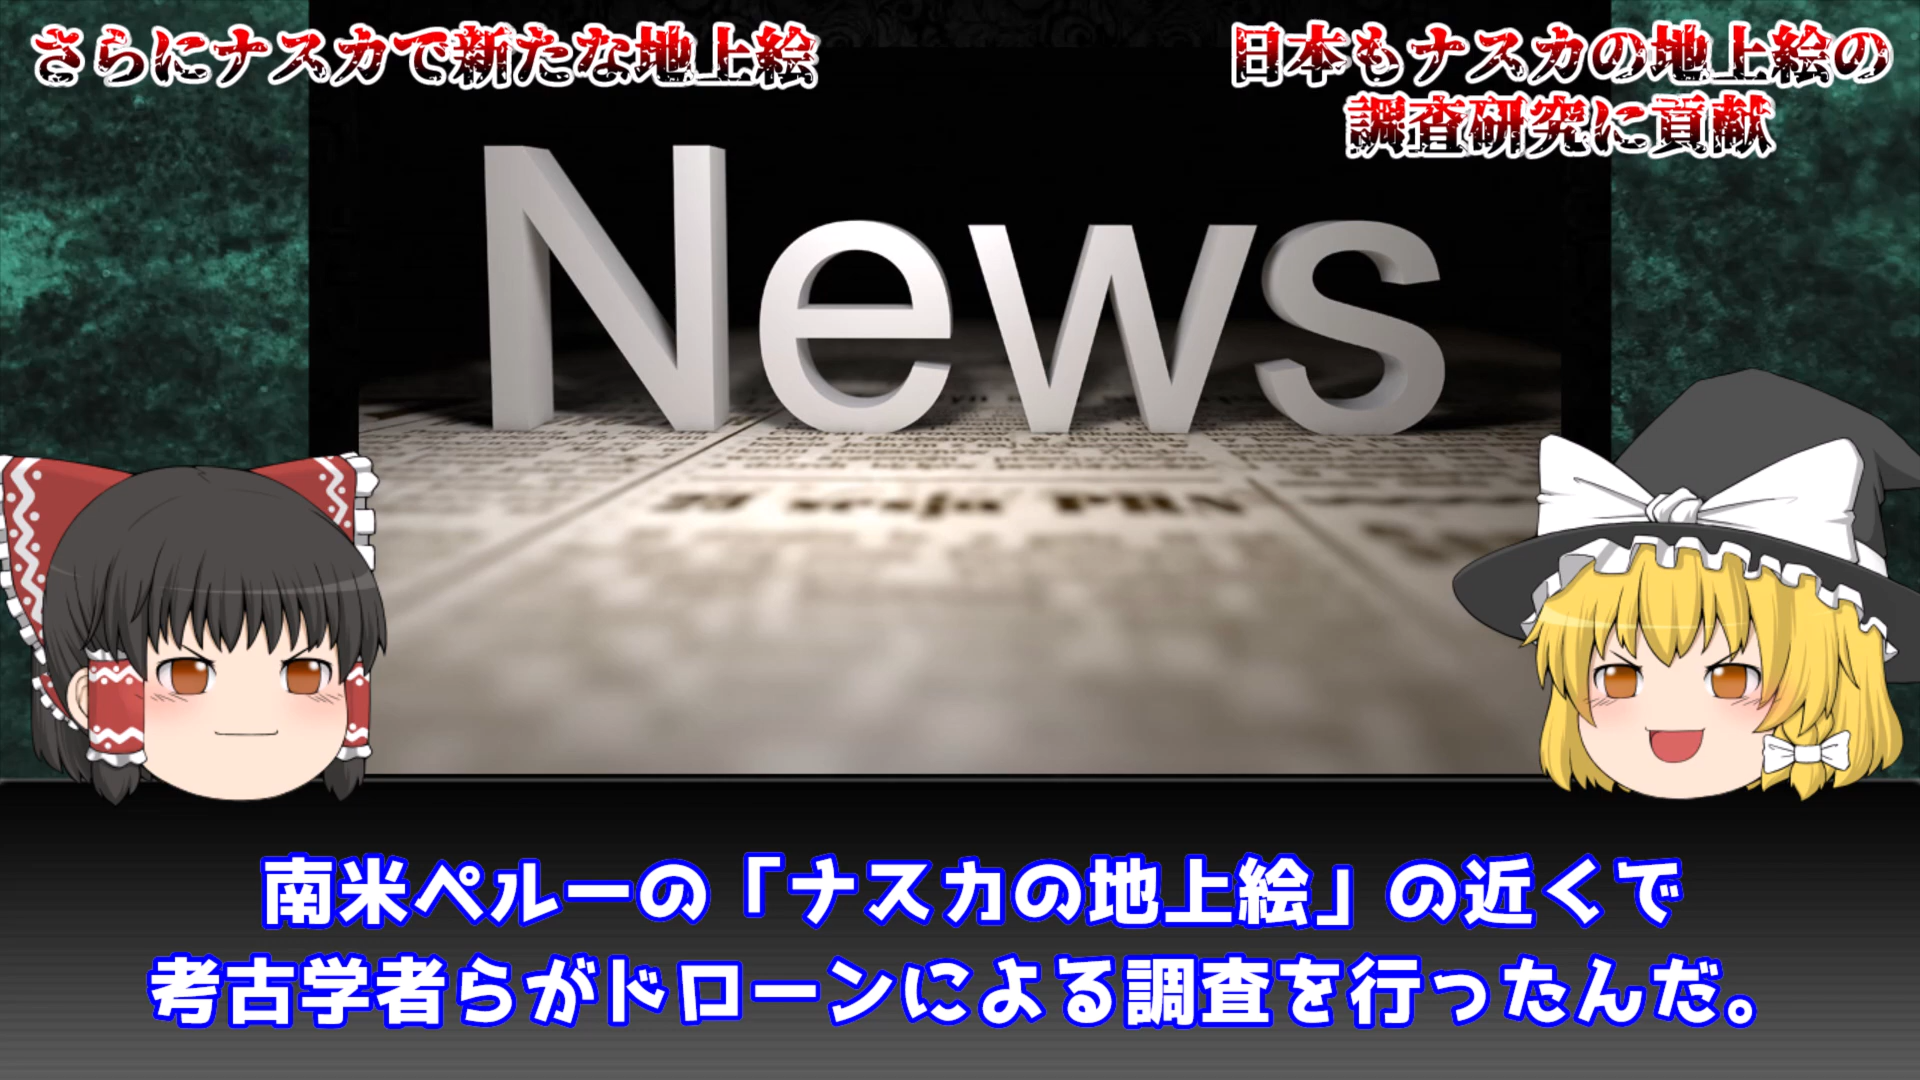 さらにナスカで新たな地上絵
日本もナスカの地上絵の
調査研究に貢献
News
南米ペルーの「ナスカの地上絵」の近くで
考古学者らがドローンによる調査を行ったんだ。